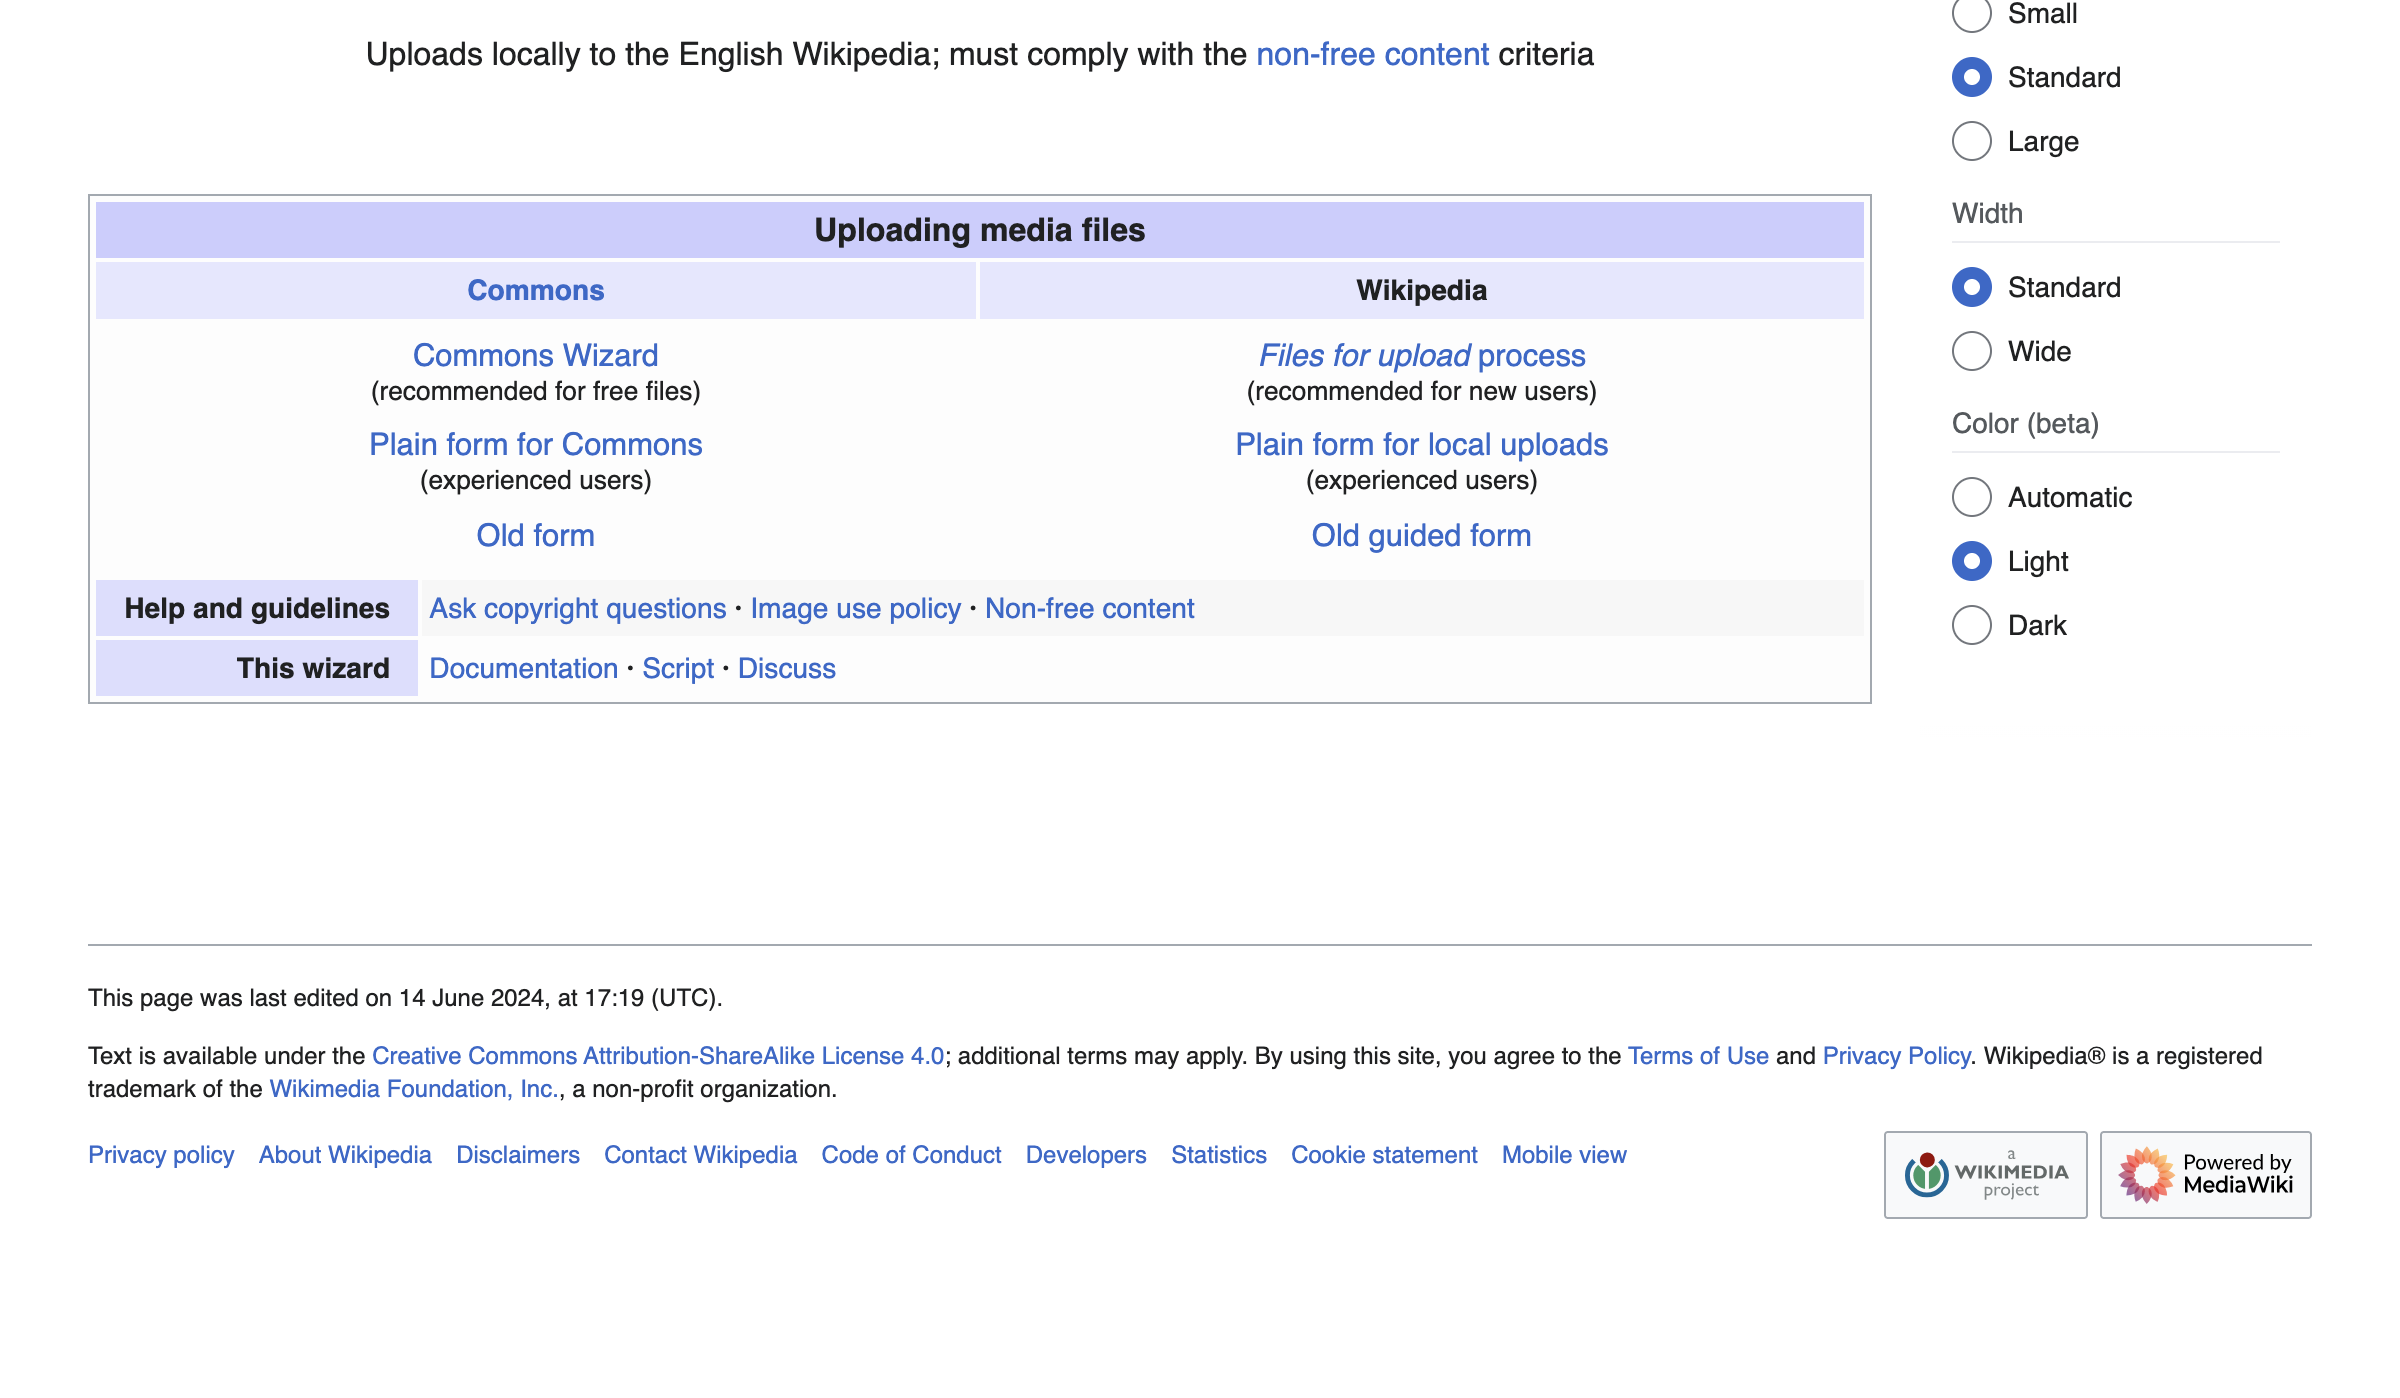 Uploads locally to the English Wikipedia; must comply with the non-free content criteria
Uploading media files
Commons
Wikipedia
Commons Wizard
(recommended for free files)
Plain form for Commons
(experienced users)
Old form
Files for upload process
(recommended for new users)
Plain form for local uploads
(experienced users)
Old guided form
Help and guidelines
Ask copyright questions · Image use policy · Non-free content
This wizard
Documentation · Script · Discuss
Small
Standard
Large
Width
Standard
Wide
Color (beta)
Automatic
Light
Dark
This page was last edited on 14 June 2024, at 17:19 (UTC).
Text is available under the Creative Commons Attribution-ShareAlike License 4.0; additional terms may apply. By using this site, you agree to the Terms of Use and Privacy Policy. Wikipedia® is a registered
trademark of the Wikimedia Foundation, Inc., a non-profit organization.
Privacy policy About Wikipedia Disclaimers Contact Wikipedia Code of Conduct Developers Statistics Cookie statement Mobile view
a
WIKIMEDIA
project
Powered by
MediaWiki